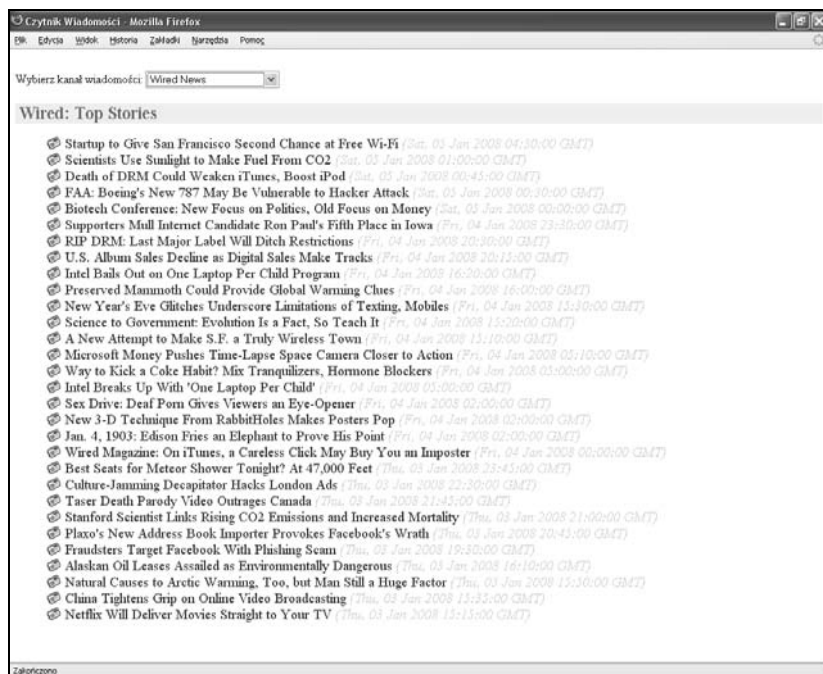 Czytnik Wiadomości - Mozilla Firefox
Plik Edycja Widok Historia Zakładki Narzędzia Pomoc
Wybierz kanał wiadomości: Wired News
Wired: Top Stories
Startup to Give San Francisco Second Chance at Free Wi-Fi (Sat, 05 Jan 2008 04:30:00 GMT)
Scientists Use Sunlight to Make Fuel From CO2 (Sat, 05 Jan 2008 01:00:00 GMT)
Death of DRM Could Weaken iTunes, Boost iPod (Sat, 05 Jan 2008 00:45:00 GMT)
FAA: Boeing's New 787 May Be Vulnerable to Hacker Attack (Sat, 05 Jan 2008 00:30:00 GMT)
Biotech Conference: New Focus on Politics, Old Focus on Money (Sat, 05 Jan 2008 00:00:00 GMT)
Supporters Mull Internet Candidate Ron Paul's Fifth Place in Iowa (Fri, 04 Jan 2008 23:30:00 GMT)
RIP DRM: Last Major Label Will Ditch Restrictions (Fri, 04 Jan 2008 20:30:00 GMT)
U.S. Album Sales Decline as Digital Sales Make Tracks (Fri, 04 Jan 2008 20:15:00 GMT)
Intel Bails Out on One Laptop Per Child Program (Fri, 04 Jan 2008 16:20:00 GMT)
Preserved Mammoth Could Provide Global Warming Clues (Fri, 04 Jan 2008 16:00:00 GMT)
New Year's Eve Glitches Underscore Limitations of Texting, Mobiles (Fri, 04 Jan 2008 15:30:00 GMT)
Science to Government: Evolution Is a Fact, So Teach It (Fri, 04 Jan 2008 15:20:00 GMT)
A New Attempt to Make S.F. a Truly Wireless Town (Fri, 04 Jan 2008 15:10:00 GMT)
Microsoft Money Pushes Time-Lapse Space Camera Closer to Action (Fri, 04 Jan 2008 05:10:00 GMT)
Way to Kick a Coke Habit? Mix Tranquilizers, Hormone Blockers (Fri, 04 Jan 2008 05:00:00 GMT)
Intel Breaks Up With 'One Laptop Per Child' (Fri, 04 Jan 2008 05:00:00 GMT)
Sex Drive: Deaf Porn Gives Viewers an Eye-Opener (Fri, 04 Jan 2008 02:00:00 GMT)
New 3-D Technique From RabbitHoles Makes Posters Pop (Fri, 04 Jan 2008 02:00:00 GMT)
Jan. 4, 1903: Edison Fries an Elephant to Prove His Point (Fri, 04 Jan 2008 02:00:00 GMT)
Wired Magazine: On iTunes, a Careless Click May Buy You an Imposter (Fri, 04 Jan 2008 00:00:00 GMT)
Best Seats for Meteor Shower Tonight? At 47,000 Feet (Thu, 03 Jan 2008 23:45:00 GMT)
Culture-Jamming Decapitator Hacks London Ads (Thu, 03 Jan 2008 22:30:00 GMT)
Taser Death Parody Video Outrages Canada (Thu, 03 Jan 2008 21:45:00 GMT)
Stanford Scientist Links Rising CO2 Emissions and Increased Mortality (Thu, 03 Jan 2008 21:00:00 GMT)
Plaxo's New Address Book Importer Provokes Facebook's Wrath (Thu, 03 Jan 2008 20:45:00 GMT)
Fraudsters Target Facebook With Phishing Scam (Thu, 03 Jan 2008 19:30:00 GMT)
Alaskan Oil Leases Assailed as Environmentally Dangerous (Thu, 03 Jan 2008 16:10:00 GMT)
Natural Causes to Arctic Warming, Too, but Man Still a Huge Factor (Thu, 03 Jan 2008 15:50:00 GMT)
China Tightens Grip on Online Video Broadcasting (Thu, 03 Jan 2008 15:35:00 GMT)
Netflix Will Deliver Movies Straight to Your TV (Thu, 03 Jan 2008 15:15:00 GMT)
Zakończono